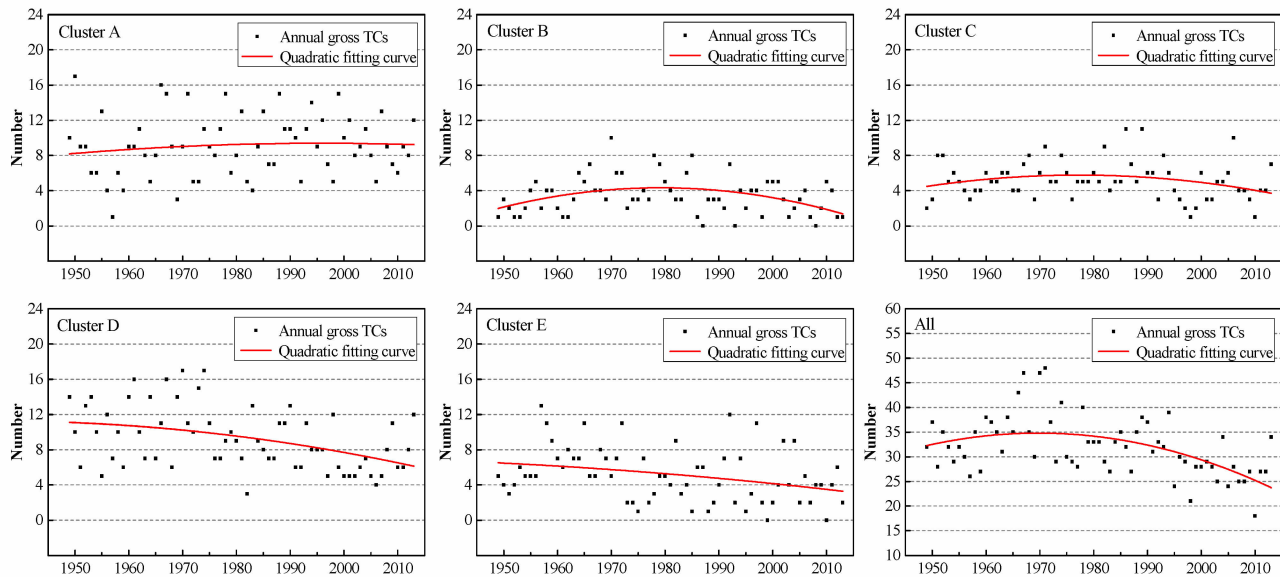 Cluster A
Annual gross TCs
Quadratic fitting curve
Number
24
20
16
12
8
4
0
1950 1960 1970 1980 1990 2000 2010
Cluster B
Annual gross TCs
Quadratic fitting curve
Number
24
20
16
12
8
4
0
1950 1960 1970 1980 1990 2000 2010
Cluster C
Annual gross TCs
Quadratic fitting curve
Number
24
20
16
12
8
4
0
1950 1960 1970 1980 1990 2000 2010
Cluster D
Annual gross TCs
Quadratic fitting curve
Number
24
20
16
12
8
4
0
1950 1960 1970 1980 1990 2000 2010
Cluster E
Annual gross TCs
Quadratic fitting curve
Number
24
20
16
12
8
4
0
1950 1960 1970 1980 1990 2000 2010
All
Annual gross TCs
Quadratic fitting curve
Number
60
55
50
45
40
35
30
25
20
15
10
1950 1960 1970 1980 1990 2000 2010